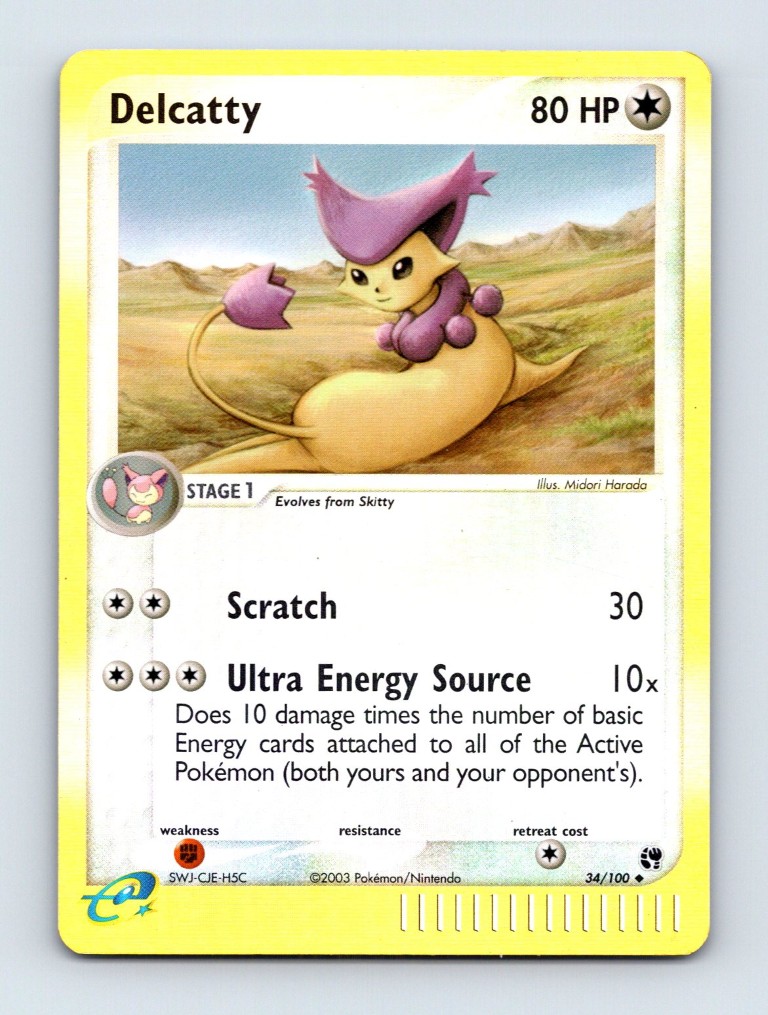 Delcatty 80 HP
STAGE 1 Illus. Midori Harada
Evolves from Skitty
Scratch 30
Ultra Energy Source 10x
Does 10 damage times the number of basic
Energy cards attached to all of the Active
Pokémon (both yours and your opponent's).
weakness resistance retreat cost
SWJ-CJE-H5C ©2003 Pokémon/Nintendo 34/100
e